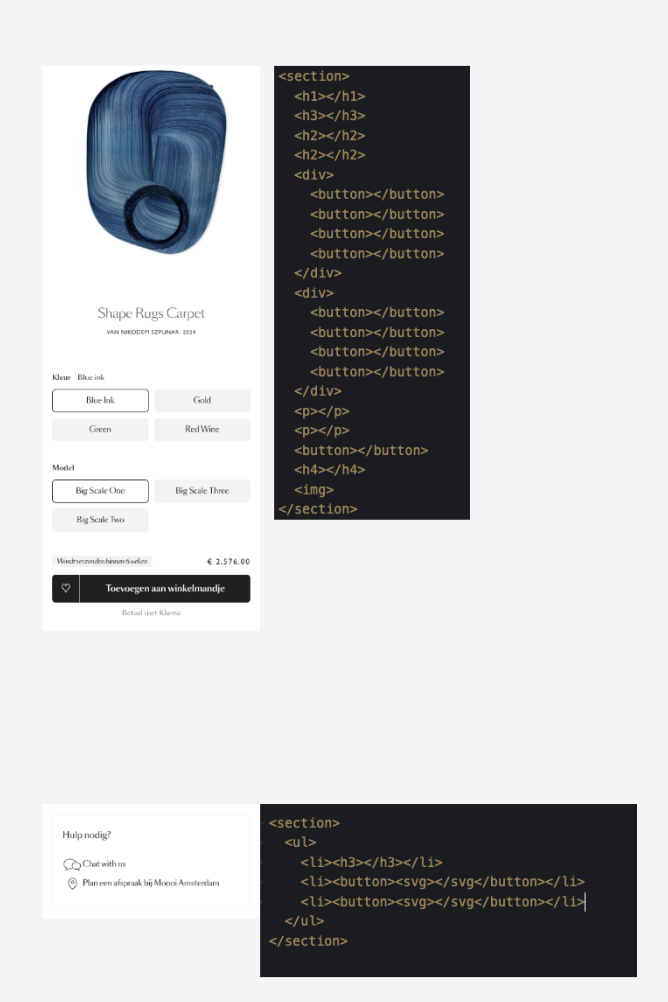 Shape Rugs Carpet
VAN NIKODEM SZPUNAR, 2024
Kleur Blue ink
Blue Ink
Gold
Green
Red Wine
Model
Big Scale One
Big Scale Three
Big Scale Two
Wordt verzonden binnen 6 weken
€ 2,576.00
Toevoegen aan winkelmandje
Betaal met Klarna
<section>
<h1></h1>
<h3></h3>
<h2></h2>
<h2></h2>
<div>
<button></button>
<button></button>
<button></button>
<button></button>
</div>
<div>
<button></button>
<button></button>
<button></button>
<button></button>
</div>
<p></p>
<p></p>
<button></button>
<h4></h4>
<img>
</section>
Hulp nodig?
Chat with us
Plan een afspraak bij Moooi Amsterdam
<section>
<ul>
<li><h3></h3></li>
<li><button><svg></svg</button></li>
<li><button><svg></svg</button></li>
</ul>
</section>